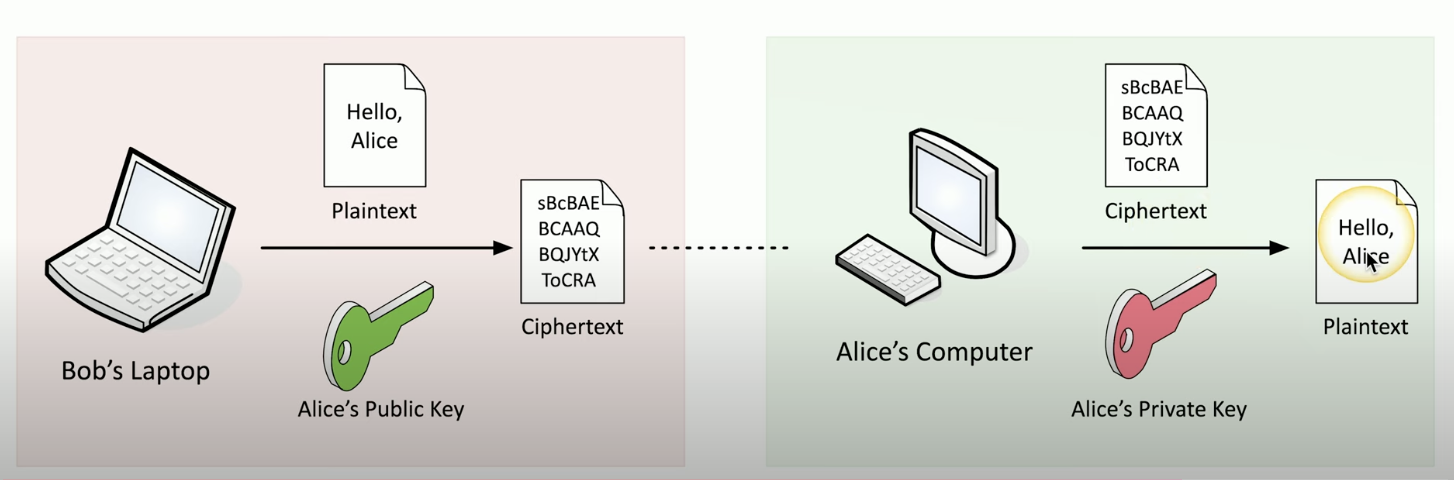 Hello,
Alice
Plaintext
sBcBAE
BCAAQ
BQJYtX
ToCRA
Ciphertext
Bob's Laptop
Alice's Public Key
sBcBAE
BCAAQ
BQJYtX
ToCRA
Ciphertext
Hello,
Alice
Plaintext
Alice's Computer
Alice's Private Key